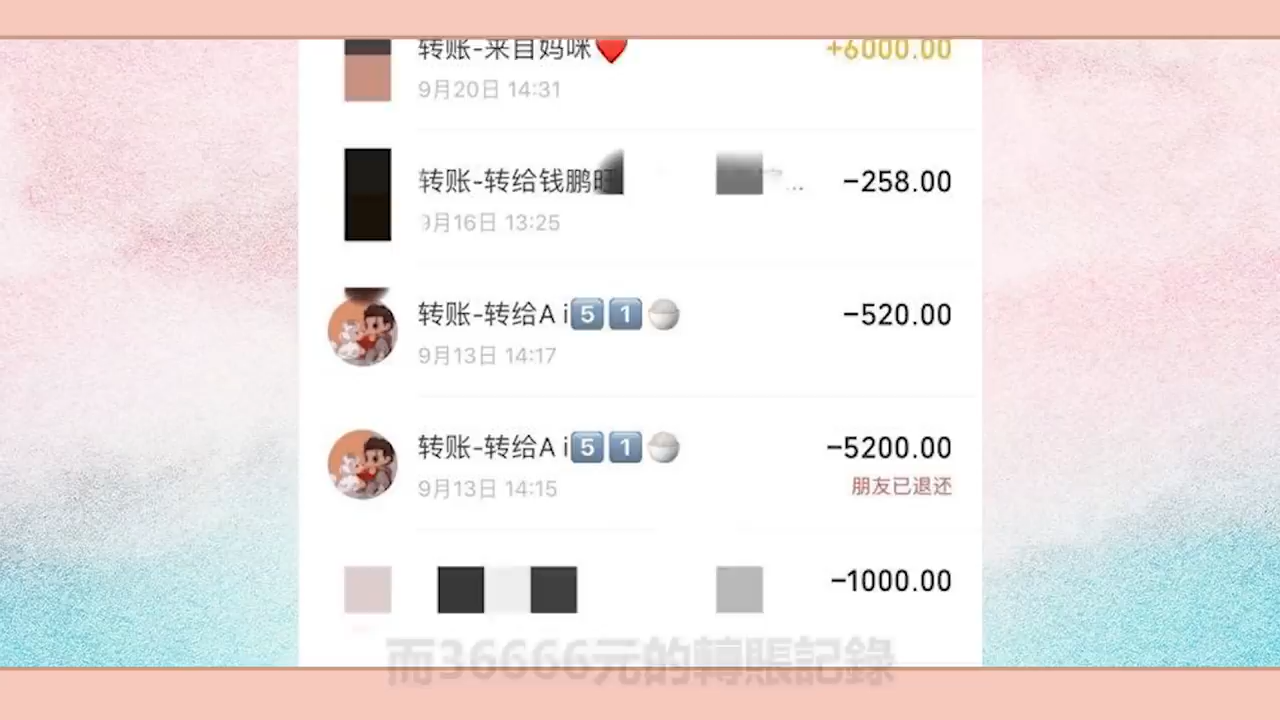 转账-来自妈咪❤️
+6000.00
9月20日 14:31
转账-转给钱鹏旺
...
-258.00
9月16日 13:25
转账-转给A i5️⃣1️⃣🍚
-520.00
9月13日 14:17
转账-转给A i5️⃣1️⃣🍚
-5200.00
9月13日 14:15
朋友已退还
-1000.00
而36666元的轉賬記錄